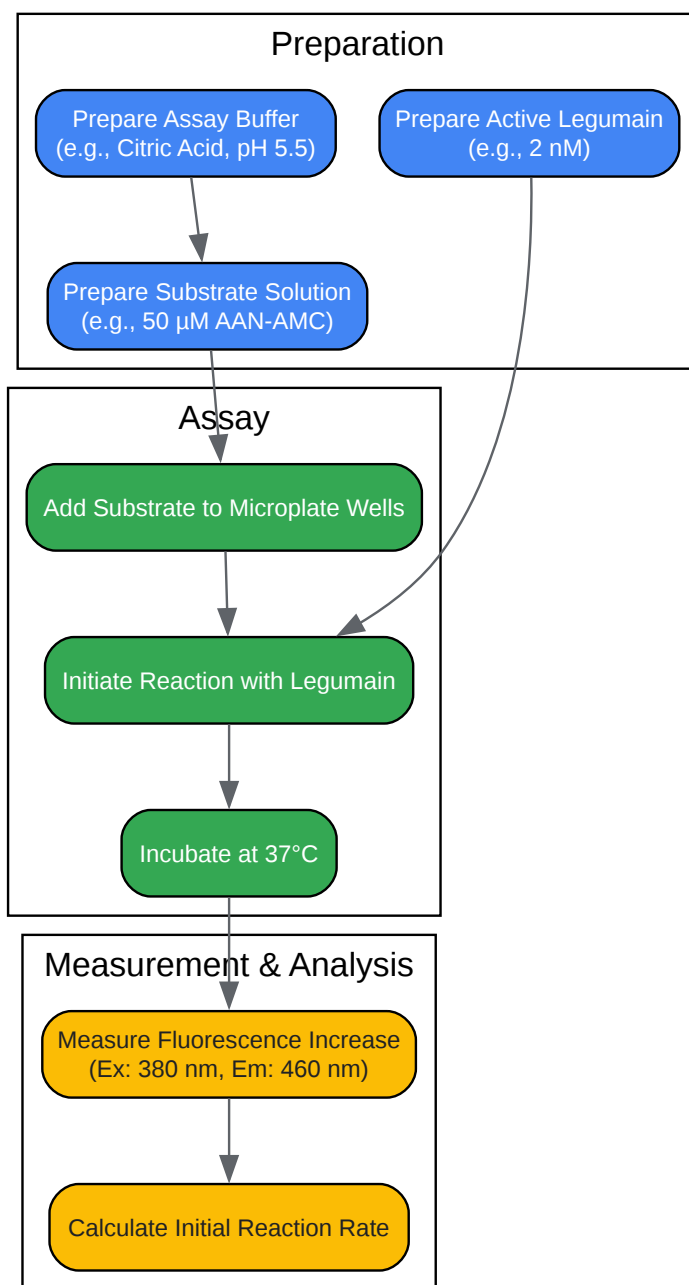 Preparation
Prepare Assay Buffer
(e.g., Citric Acid, pH 5.5)
Prepare Active Legumain
(e.g., 2 nM)
Prepare Substrate Solution
(e.g., 50 µM AAN-AMC)
Assay
Add Substrate to Microplate Wells
Initiate Reaction with Legumain
Incubate at 37°C
Measurement & Analysis
Measure Fluorescence Increase
(Ex: 380 nm, Em: 460 nm)
Calculate Initial Reaction Rate